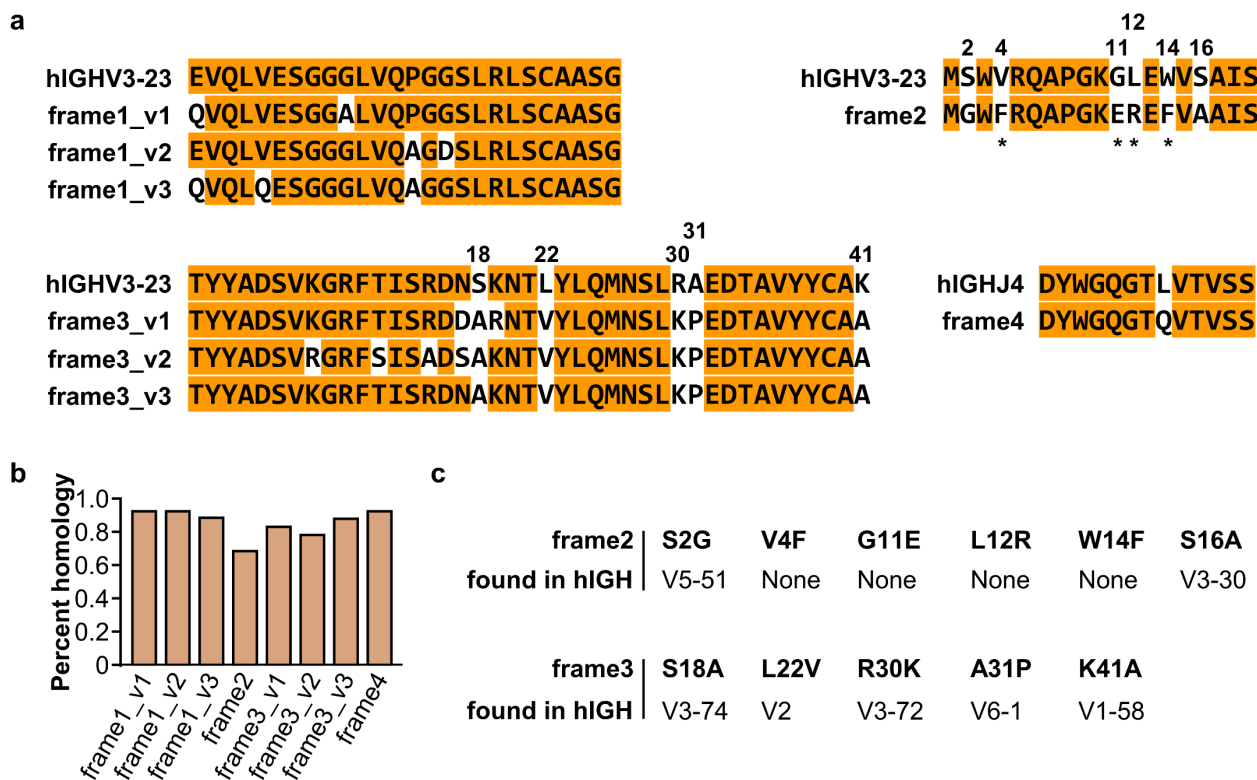 a
hIGHV3-23 EVQLVESGGGLVQPGGSLRLSCAASG
frame1_v1 QVQLVESGGALVQPGGSLRLSCAASG
frame1_v2 EVQLVESGGGLVQAGDSLRLSCAASG
frame1_v3 QVQLQESGGGLVQAGGSLRLSCAASG
12
2 4 11 14 16
hIGHV3-23 MSWVRQAPGKGLEWVSAIS
frame2 MGWFRQAPGKEREFVAAIS
* * * *
31
18 22 30 41
hIGHV3-23 TYYADSVKGRFTISRDNSKNTLYLQMNSLRAEDTAVYYCAK
frame3_v1 TYYADSVKGRFTISRDDARNTVYLQMNSLKPEDTAVYYCAA
frame3_v2 TYYADSVRGRFSISADSAKNTVYLQMNSLKPEDTAVYYCAA
frame3_v3 TYYADSVKGRFTISRDNAKNTVYLQMNSLKPEDTAVYYCAA
hIGHJ4 DYWGQGTLVTVSS
frame4 DYWGQGTQVTVSS
b
Percent homology
1.0
0.8
0.6
0.4
0.2
0
frame1_v1
frame1_v2
frame1_v3
frame2
frame3_v1
frame3_v2
frame3_v3
frame4
c
frame2 S2G V4F G11E L12R W14F S16A
found in hIGH V5-51 None None None None V3-30
frame3 S18A L22V R30K A31P K41A
found in hIGH V3-74 V2 V3-72 V6-1 V1-58